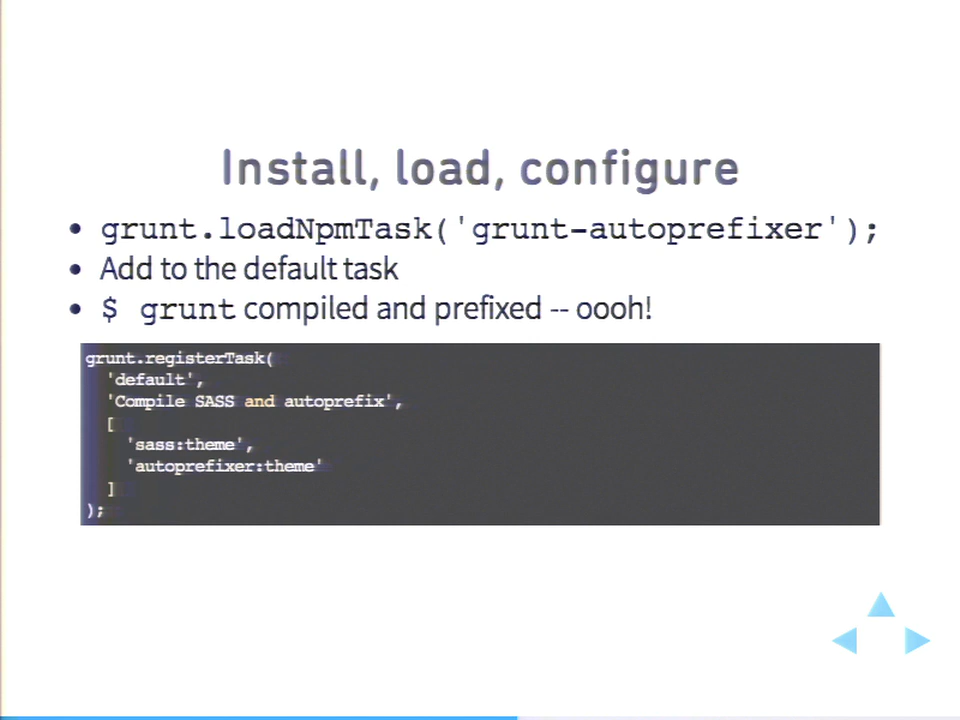 Install, load, configure
• grunt.loadNpmTask('grunt-autoprefixer');
• Add to the default task
• $ grunt compiled and prefixed -- oooh!
grunt.registerTask(
  'default',
  'Compile SASS and autoprefix',
  [
    'sass:theme',
    'autoprefixer:theme'
  ]
);